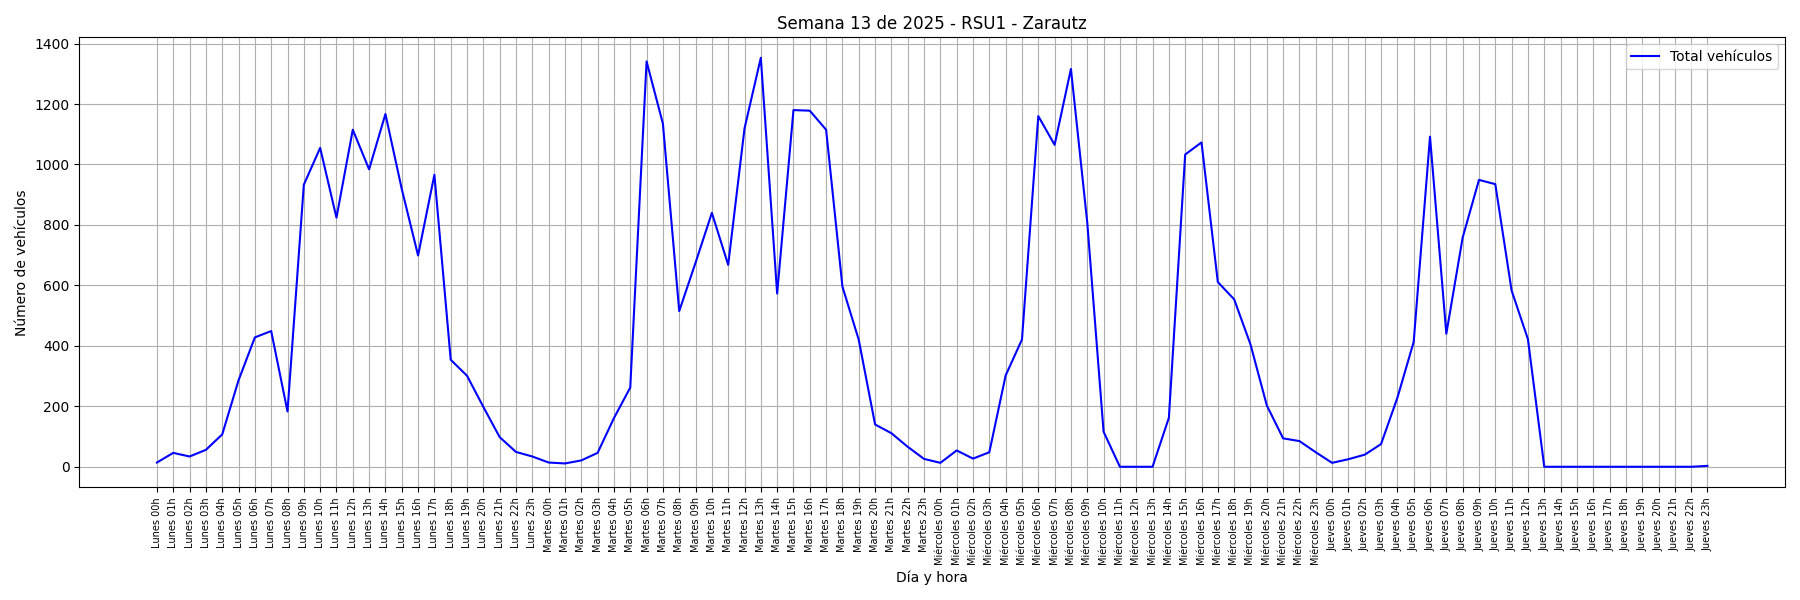 Semana 13 de 2025 - RSU1 - Zarautz
Total vehículos
Número de vehículos
1400
1200
1000
800
600
400
200
0
Lunes 00h
Lunes 01h
Lunes 02h
Lunes 03h
Lunes 04h
Lunes 05h
Lunes 06h
Lunes 07h
Lunes 08h
Lunes 09h
Lunes 10h
Lunes 11h
Lunes 12h
Lunes 13h
Lunes 14h
Lunes 15h
Lunes 16h
Lunes 17h
Lunes 18h
Lunes 19h
Lunes 20h
Lunes 21h
Lunes 22h
Lunes 23h
Martes 00h
Martes 01h
Martes 02h
Martes 03h
Martes 04h
Martes 05h
Martes 06h
Martes 07h
Martes 08h
Martes 09h
Martes 10h
Martes 11h
Martes 12h
Martes 13h
Martes 14h
Martes 15h
Martes 16h
Martes 17h
Martes 18h
Martes 19h
Martes 20h
Martes 21h
Martes 22h
Martes 23h
Miércoles 00h
Miércoles 01h
Miércoles 02h
Miércoles 03h
Miércoles 04h
Miércoles 05h
Miércoles 06h
Miércoles 07h
Miércoles 08h
Miércoles 09h
Miércoles 10h
Miércoles 11h
Miércoles 12h
Miércoles 13h
Miércoles 14h
Miércoles 15h
Miércoles 16h
Miércoles 17h
Miércoles 18h
Miércoles 19h
Miércoles 20h
Miércoles 21h
Miércoles 22h
Miércoles 23h
Jueves 00h
Jueves 01h
Jueves 02h
Jueves 03h
Jueves 04h
Jueves 05h
Jueves 06h
Jueves 07h
Jueves 08h
Jueves 09h
Jueves 10h
Jueves 11h
Jueves 12h
Jueves 13h
Jueves 14h
Jueves 15h
Jueves 16h
Jueves 17h
Jueves 18h
Jueves 19h
Jueves 20h
Jueves 21h
Jueves 22h
Jueves 23h
Día y hora